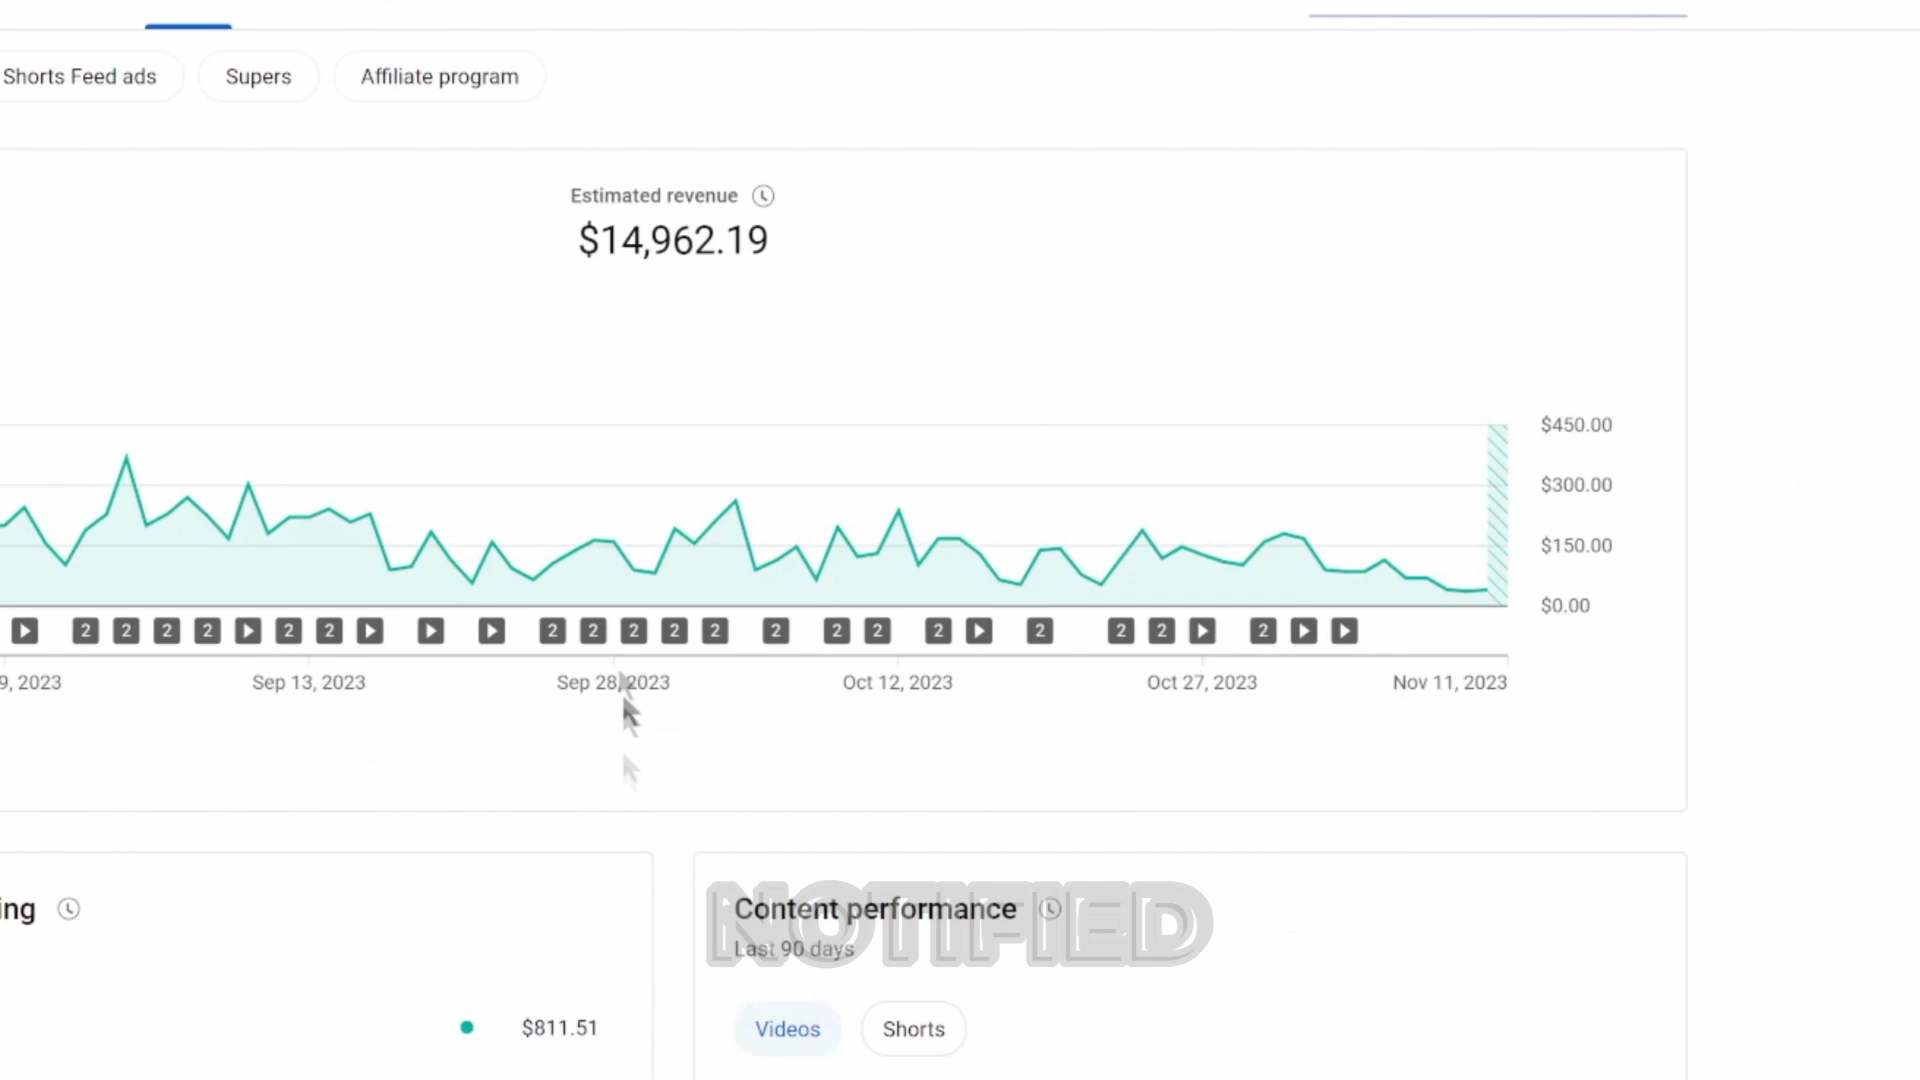 Shorts Feed ads Supers Affiliate program
Estimated revenue
$14,962.19
$450.00
$300.00
$150.00
$0.00
2 2 2 2 2 2 2 2 2 2 2 2 2 2 2 2 2 2 2
9, 2023 Sep 13, 2023 Sep 28, 2023 Oct 12, 2023 Oct 27, 2023 Nov 11, 2023
ing
$811.51
Content performance
NOTIFIED
Last 90 days
Videos Shorts